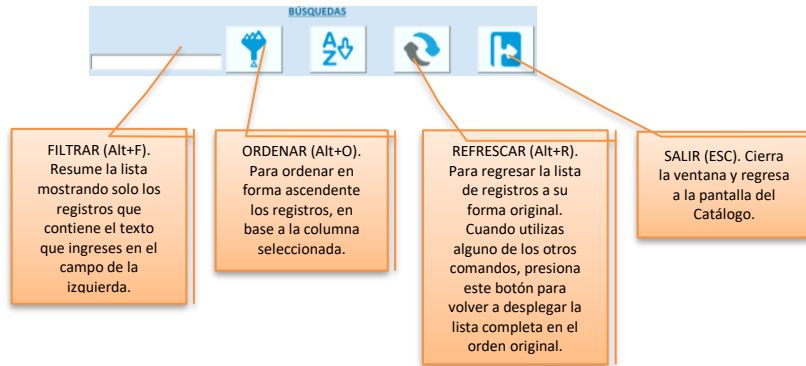 BÚSQUEDAS
A
Z
FILTRAR (Alt+F).
Resume la lista
mostrando solo los
registros que
contiene el texto
que ingreses en el
campo de la
izquierda.
ORDENAR (Alt+O).
Para ordenar en
forma ascendente
los registros, en
base a la columna
seleccionada.
REFRESCAR (Alt+R).
Para regresar la lista
de registros a su
forma original.
Cuando utilizas
alguno de los otros
comandos, presiona
este botón para
volver a desplegar la
lista completa en el
orden original.
SALIR (ESC). Cierra
la ventana y regresa
a la pantalla del
Catálogo.